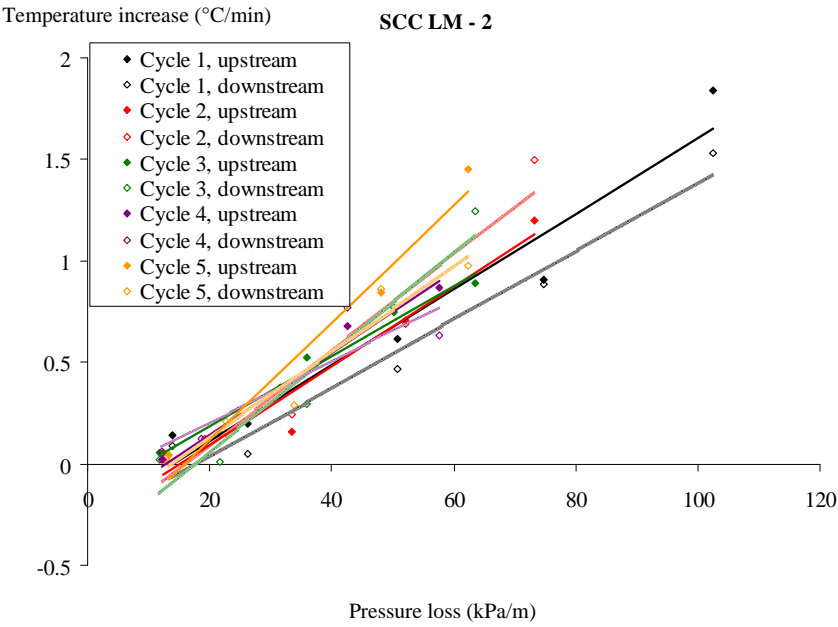 Temperature increase (°C/min)
SCC LM - 2
2
1.5
1
0.5
0
-0.5
Cycle 1, upstream
Cycle 1, downstream
Cycle 2, upstream
Cycle 2, downstream
Cycle 3, upstream
Cycle 3, downstream
Cycle 4, upstream
Cycle 4, downstream
Cycle 5, upstream
Cycle 5, downstream
0 20 40 60 80 100 120
Pressure loss (kPa/m)